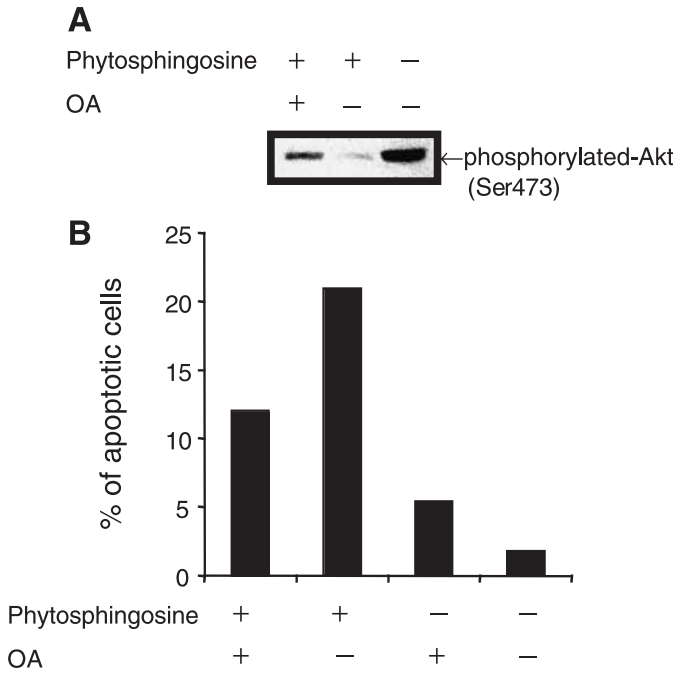 A
Phytosphingosine + + −
OA + − −
←phosphorylated-Akt
(Ser473)
B
25
20
15
10
5
0
% of apoptotic cells
Phytosphingosine + + − −
OA + − + −